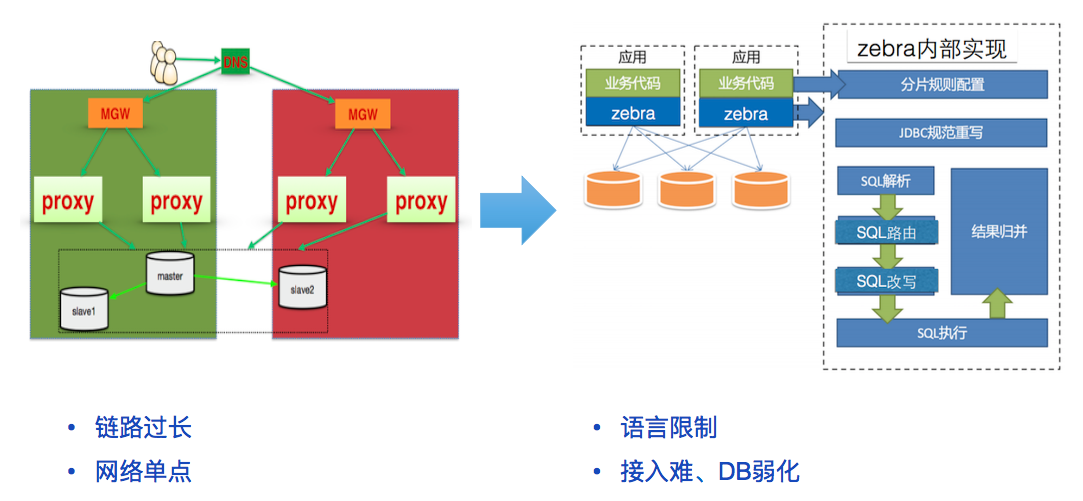 DNS
MGW
MGW
proxy
proxy
proxy
proxy
master
slave1
slave2
应用
业务代码
zebra
应用
业务代码
zebra
zebra内部实现
分片规则配置
JDBC规范重写
SQL解析
SQL路由
SQL改写
结果归并
SQL执行
• 链路过长
• 网络单点
• 语言限制
• 接入难、DB弱化